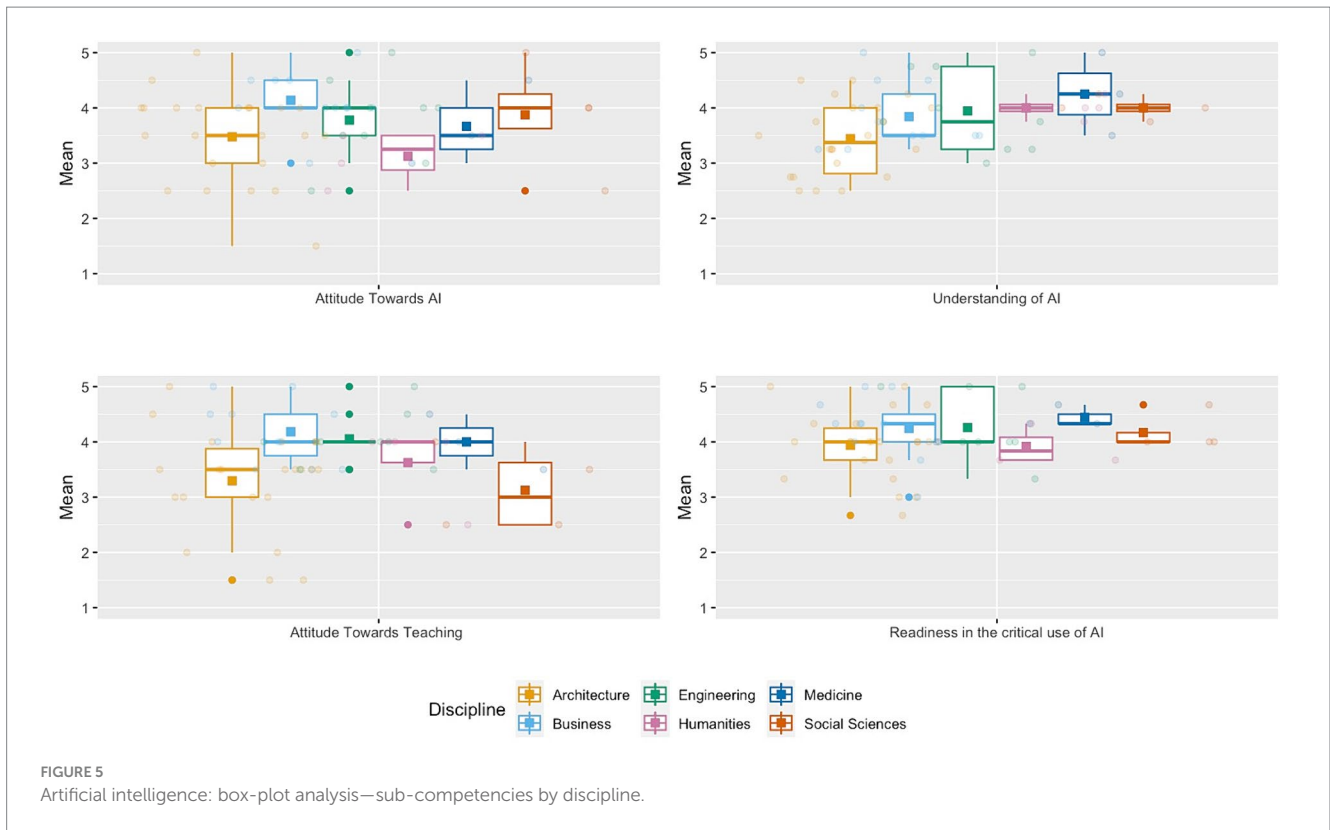 5
4
3
2
1
Mean
Attitude Towards AI
5
4
3
2
1
Mean
Understanding of AI
5
4
3
2
1
Mean
Attitude Towards Teaching
5
4
3
2
1
Mean
Readiness in the critical use of AI
Discipline
Architecture Engineering Medicine
Business Humanities Social Sciences
FIGURE 5
Artificial intelligence: box-plot analysis—sub-competencies by discipline.